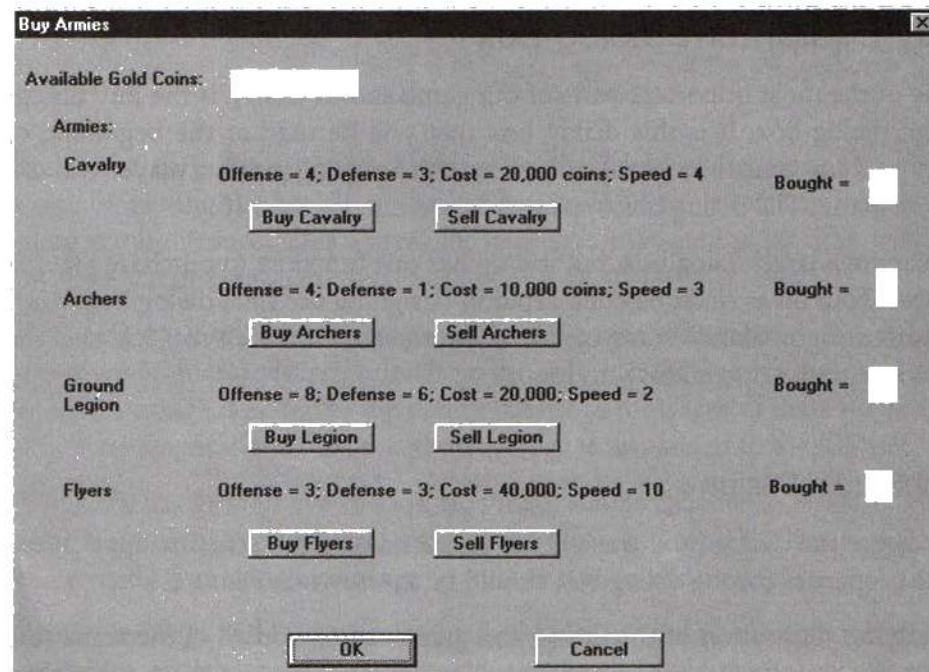 Buy Armies
Available Gold Coins:
Armies:
Cavalry
Offense = 4; Defense = 3; Cost = 20,000 coins; Speed = 4
Bought =
Buy Cavalry
Sell Cavalry
Archers
Offense = 4; Defense = 1; Cost = 10,000 coins; Speed = 3
Bought =
Buy Archers
Sell Archers
Ground
Legion
Offense = 8; Defense = 6; Cost = 20,000; Speed = 2
Bought =
Buy Legion
Sell Legion
Flyers
Offense = 3; Defense = 3; Cost = 40,000; Speed = 10
Bought =
Buy Flyers
Sell Flyers
OK
Cancel